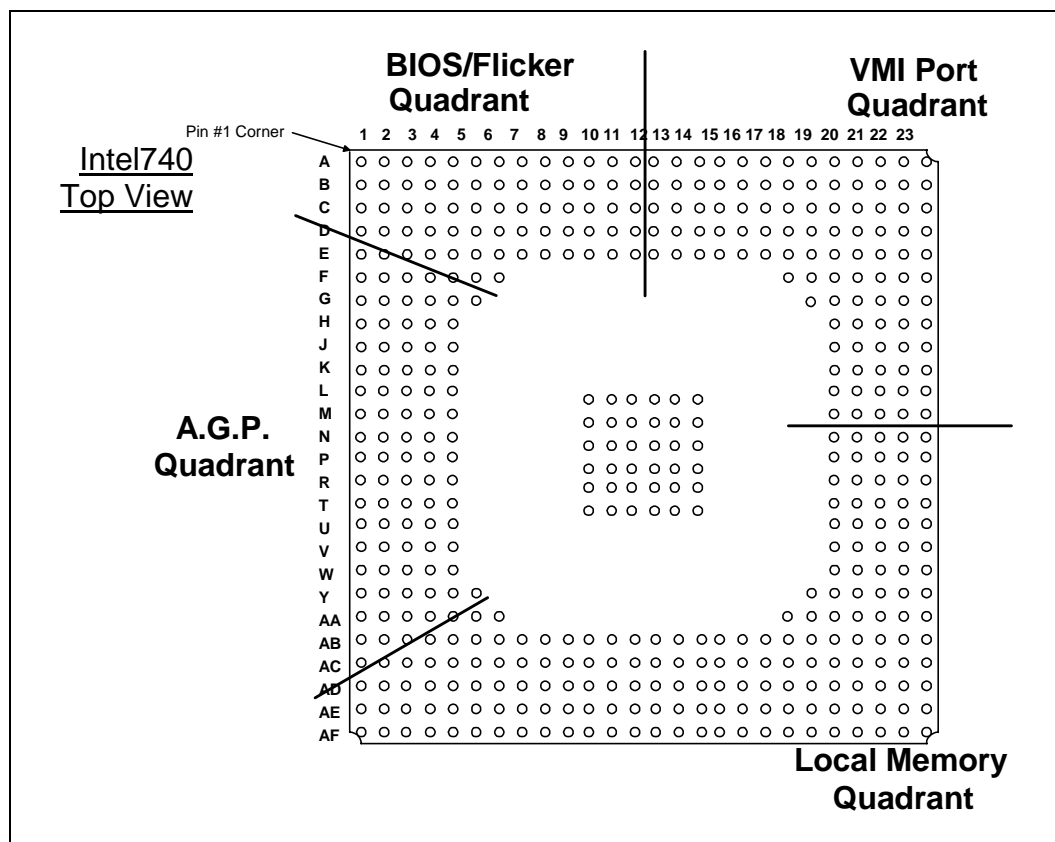 BIOS/Flicker
Quadrant
VMI Port
Quadrant
Pin #1 Corner
1 2 3 4 5 6 7 8 9 10 11 12 13 14 15 16 17 18 19 20 21 22 23
Intel740
Top View
A
B
C
D
E
F
G
H
J
K
L
M
N
P
R
T
U
V
W
Y
AA
AB
AC
AD
AE
AF
A.G.P.
Quadrant
Local Memory
Quadrant